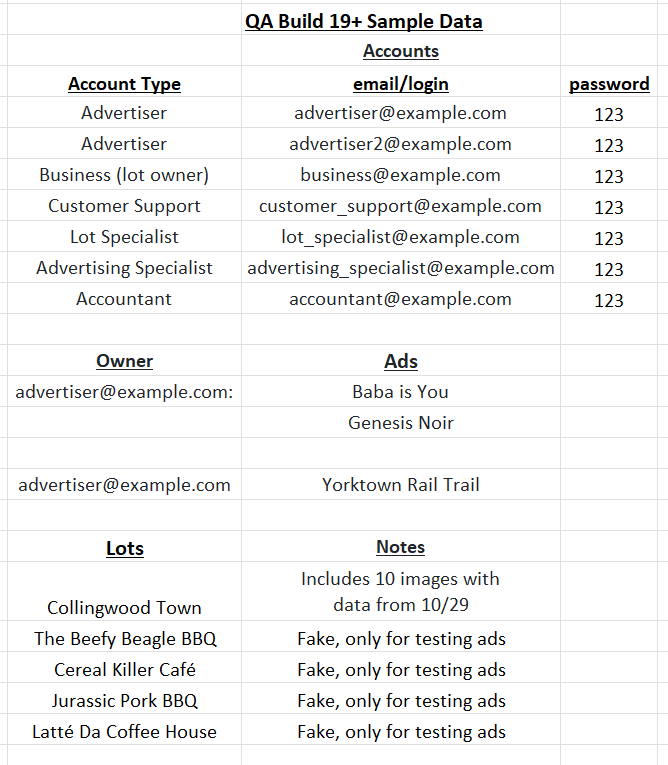 QA Build 19+ Sample Data
Accounts
Account Type email/login password
Advertiser advertiser@example.com 123
Advertiser advertiser2@example.com 123
Business (lot owner) business@example.com 123
Customer Support customer_support@example.com 123
Lot Specialist lot_specialist@example.com 123
Advertising Specialist advertising_specialist@example.com 123
Accountant accountant@example.com 123
Owner Ads
advertiser@example.com: Baba is You
Genesis Noir
advertiser@example.com Yorktown Rail Trail
Lots Notes
Includes 10 images with
Collingwood Town data from 10/29
The Beefy Beagle BBQ Fake, only for testing ads
Cereal Killer Café Fake, only for testing ads
Jurassic Pork BBQ Fake, only for testing ads
Latté Da Coffee House Fake, only for testing ads